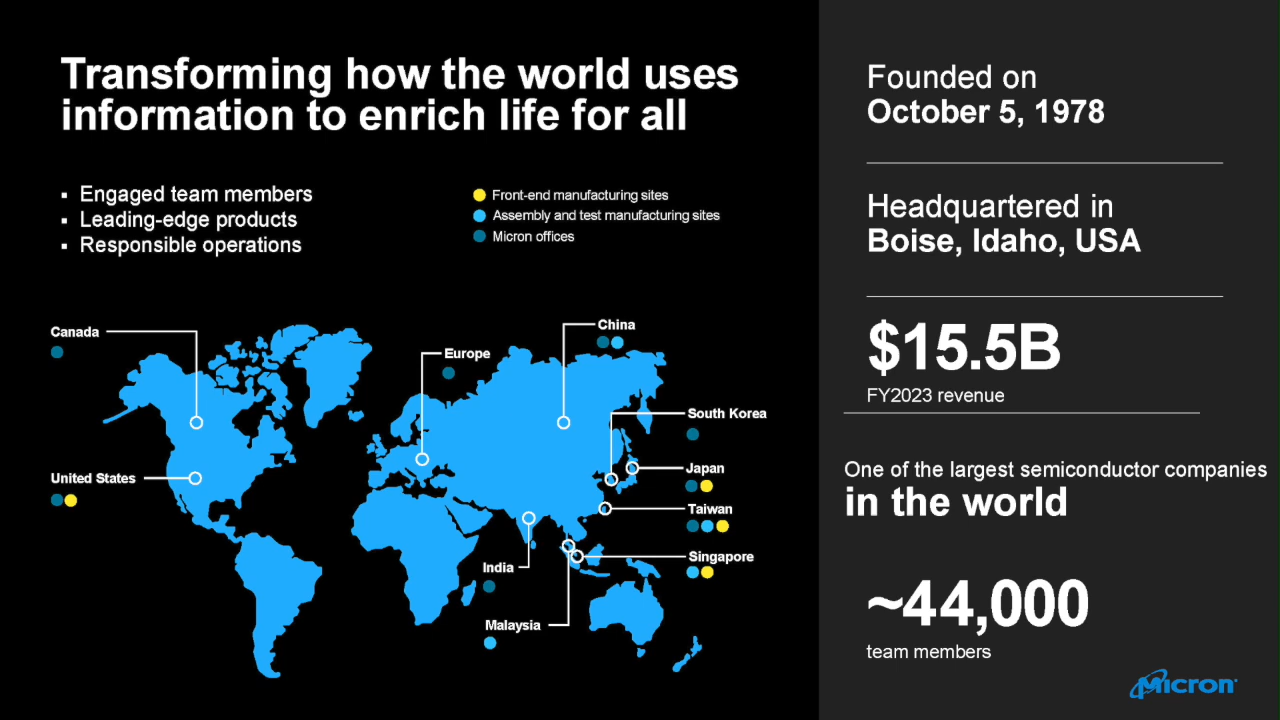 Transforming how the world uses
information to enrich life for all
▪ Engaged team members
▪ Leading-edge products
▪ Responsible operations
Front-end manufacturing sites
Assembly and test manufacturing sites
Micron offices
Canada
United States
Europe
China
South Korea
Japan
Taiwan
Singapore
India
Malaysia
Founded on
October 5, 1978
Headquartered in
Boise, Idaho, USA
$15.5B
FY2023 revenue
One of the largest semiconductor companies
in the world
~44,000
team members
Micron